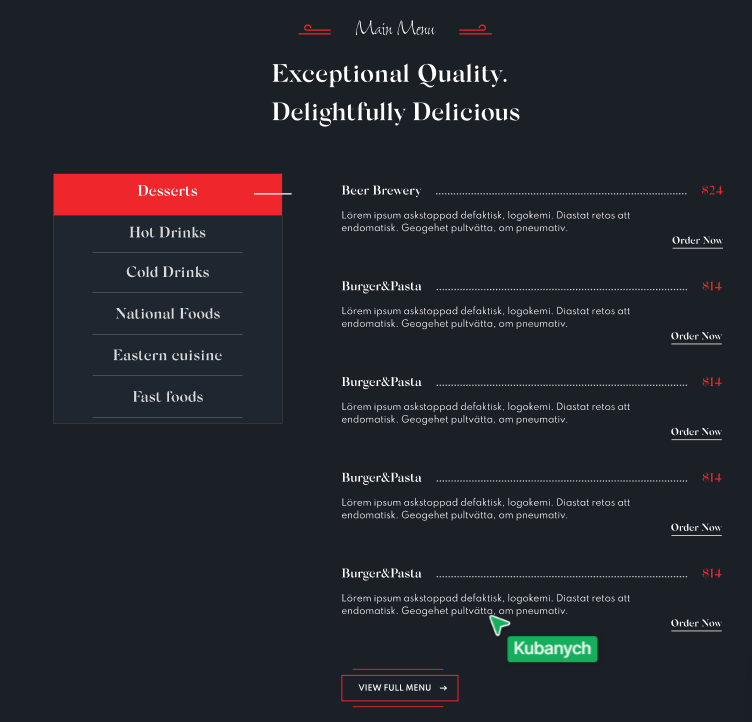 Main Menu
Exceptional Quality.
Delightfully Delicious
Desserts
Hot Drinks
Cold Drinks
National Foods
Eastern cuisine
Fast foods
Beer Brewery ........................................ $24
Lörem ipsum askstoppad defaktisk, logokemi. Diastat retos att
endomatisk. Geogehet pultvätta, om pneumativ.
Order Now
Burger&Pasta ........................................ $14
Lörem ipsum askstoppad defaktisk, logokemi. Diastat retos att
endomatisk. Geogehet pultvätta, om pneumativ.
Order Now
Burger&Pasta ........................................ $14
Lörem ipsum askstoppad defaktisk, logokemi. Diastat retos att
endomatisk. Geogehet pultvätta, om pneumativ.
Order Now
Burger&Pasta ........................................ $14
Lörem ipsum askstoppad defaktisk, logokemi. Diastat retos att
endomatisk. Geogehet pultvätta, om pneumativ.
Order Now
Burger&Pasta ........................................ $14
Lörem ipsum askstoppad defaktisk, logokemi. Diastat retos att
endomatisk. Geogehet pultvätta, om pneumativ.
Order Now
Kubanych
VIEW FULL MENU →